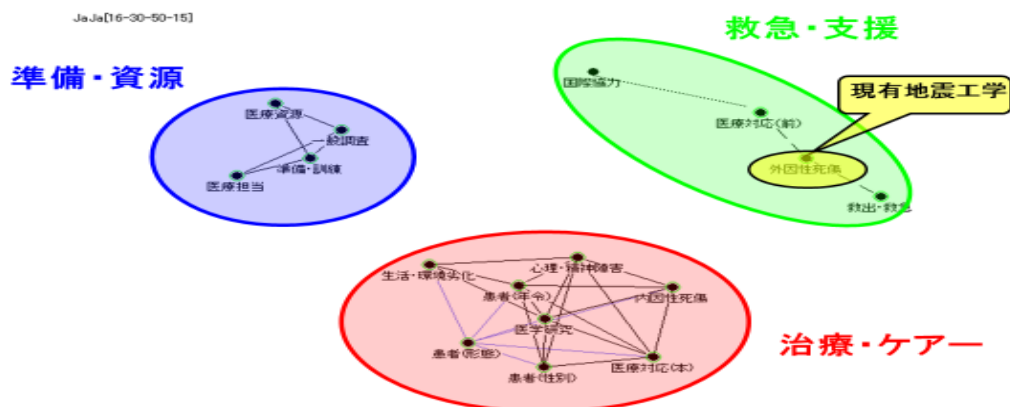 JaJa[16-30-50-15]
救急・支援
準備・資源
国際協力
現有地震工学
医療資源
医療対応(前)
一般調査
準備・訓練
外因性死傷
医療担当
救出・救急
心理・精神障害
生活・環境劣化
患者(年令)
内因性死傷
医学研究
患者(形態)
医療対応(本)
患者(性別)
治療・ケアー